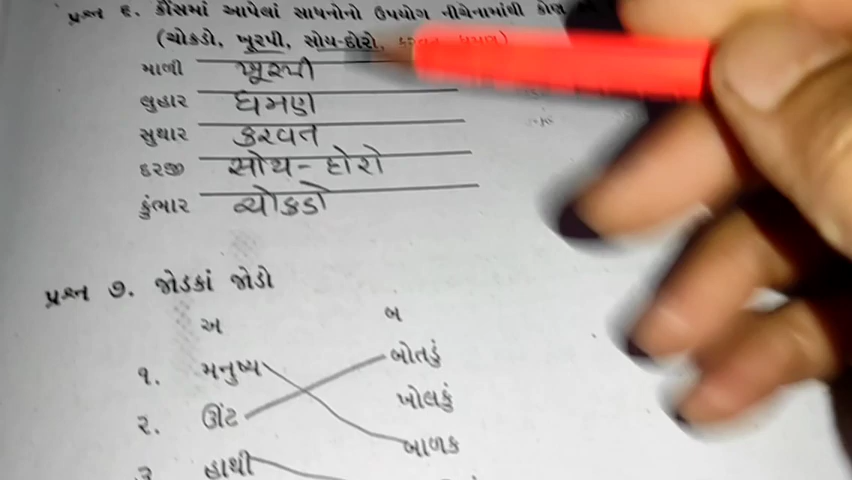 પ્રશ્ન ૬. કૌંસમાં આપેલાં સાધનોનો ઉપયોગ નીચેનામાંથી કોણ
(ચોકડો, ખુરપી, સોય-દોરો,
માળી ખૂરપી
લુહાર ધમણ
સુથાર કરવત
દરજી સોય - દોરો
કુંભાર ચોકડો
પ્રશ્ન ૭. જોડકાં જોડો
અ બ
૧. મનુષ્ય બોતડું
૨. ઊંટ ખોલકું
૩ હાથી બાળક